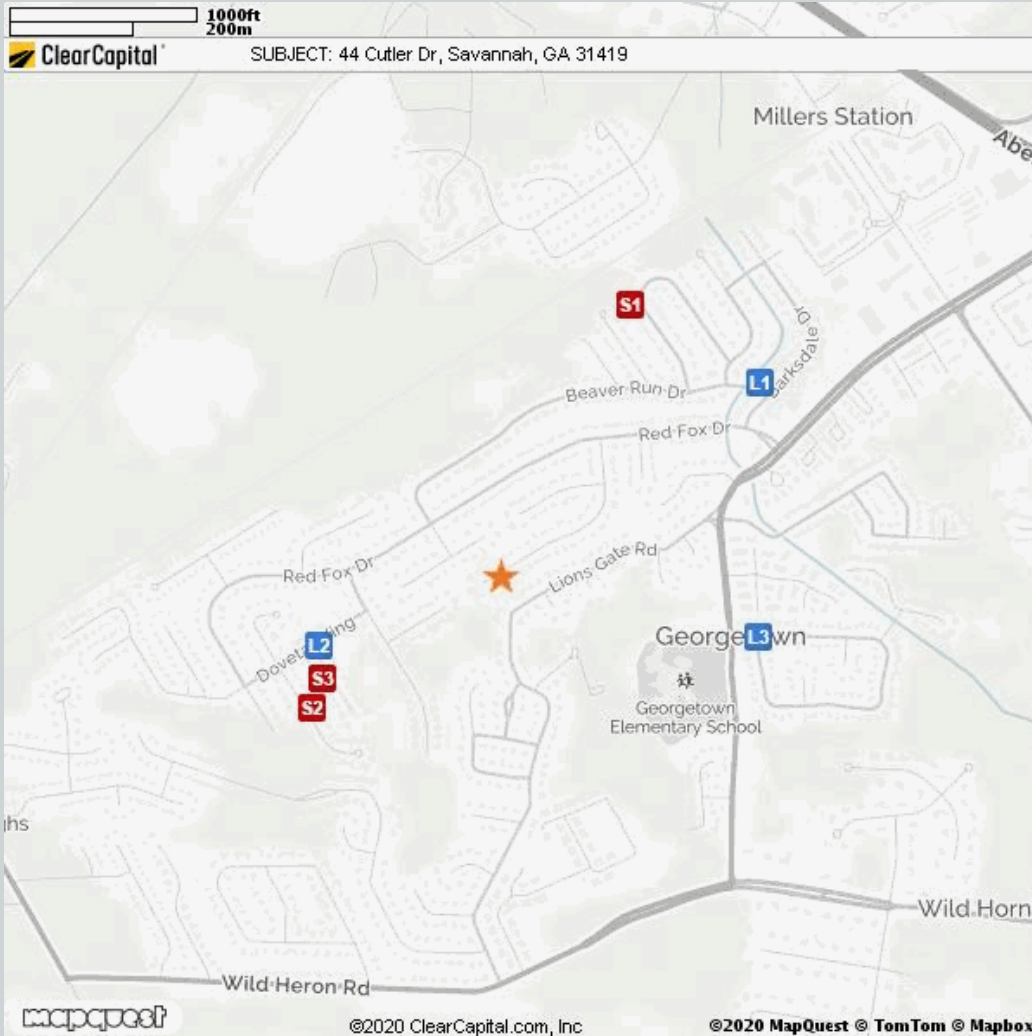 1000ft
200m
ClearCapital
SUBJECT: 44 Cutler Dr, Savannah, GA 31419
Millers Station
Abe
S1
L1
Barksdale Dr
Beaver Run Dr
Red Fox Dr
Lions Gate Rd
Red Fox Dr
L2
S3
S2
L3
Georgetown
Elementary School
hs
Wild Horn
Wild Heron Rd
mapquest
©2020 ClearCapital.com, Inc
©2020 MapQuest © TomTom © Mapbox